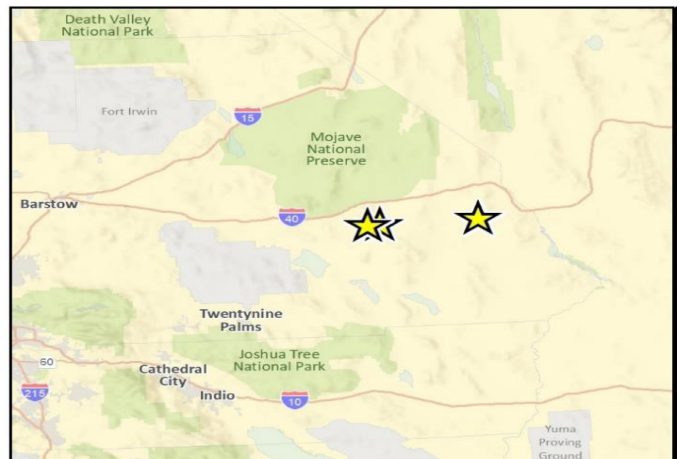 Death Valley
National Park
Fort Irwin
15
Mojave
National
Preserve
Barstow
40
Twentynine
Palms
Joshua Tree
National Park
60
Cathedral
City
215
Indio
10
Yuma
Proving
Ground